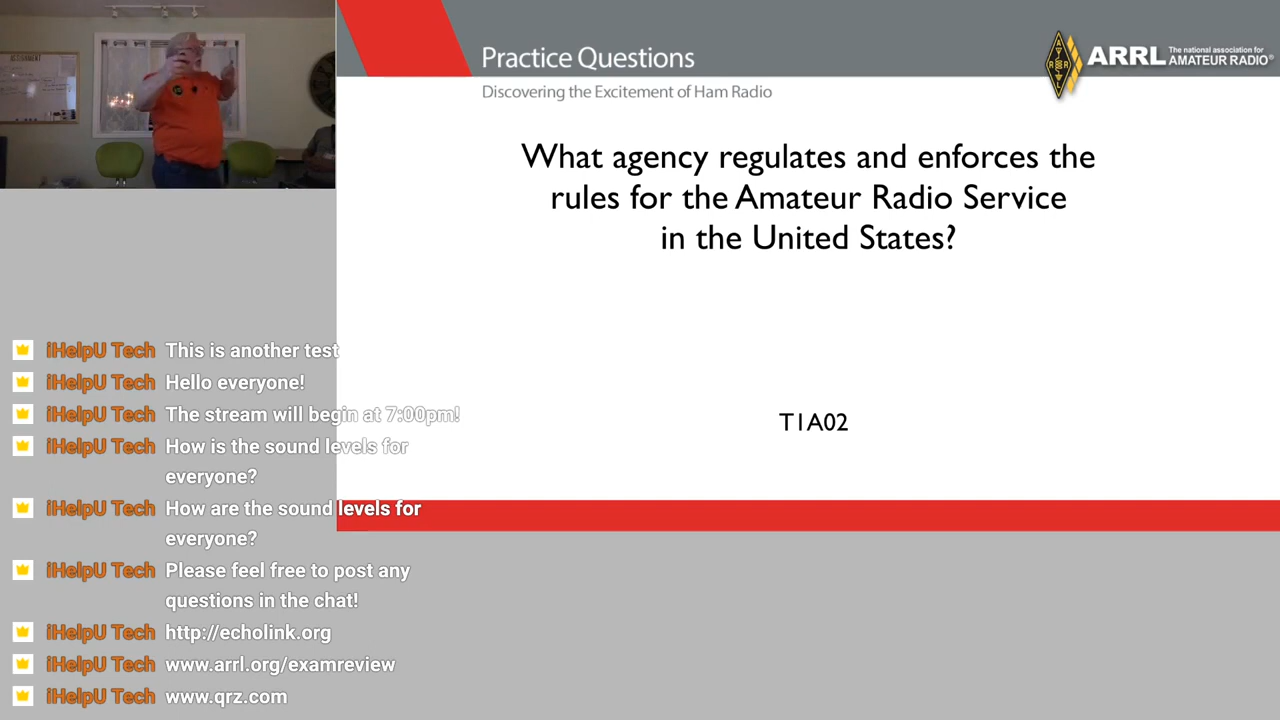 Practice Questions
ARRL The national association for
AMATEUR RADIO®
Discovering the Excitement of Ham Radio
What agency regulates and enforces the
rules for the Amateur Radio Service
in the United States?
T1A02
iHelpU Tech This is another test
iHelpU Tech Hello everyone!
iHelpU Tech The stream will begin at 7:00pm!
iHelpU Tech How is the sound levels for
everyone?
iHelpU Tech How are the sound levels for
everyone?
iHelpU Tech Please feel free to post any
questions in the chat!
iHelpU Tech http://echolink.org
iHelpU Tech www.arrl.org/examreview
iHelpU Tech www.qrz.com